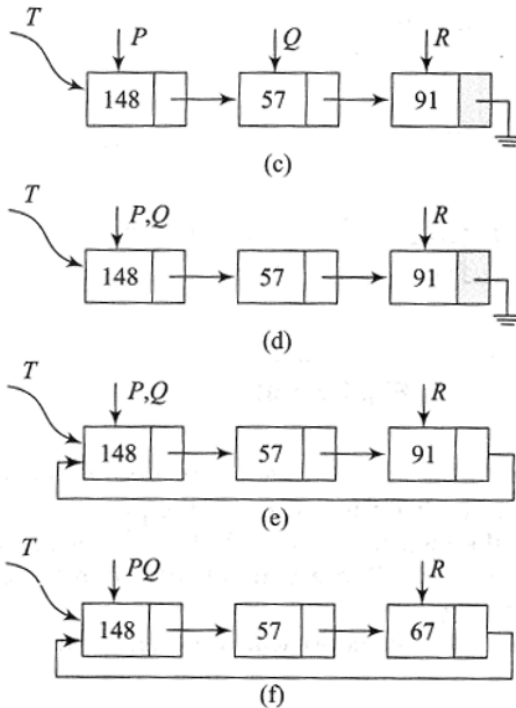 T
P Q R
148 57 91
(c)
T
P,Q R
148 57 91
(d)
T
P,Q R
148 57 91
(e)
T
PQ R
148 57 67
(f)